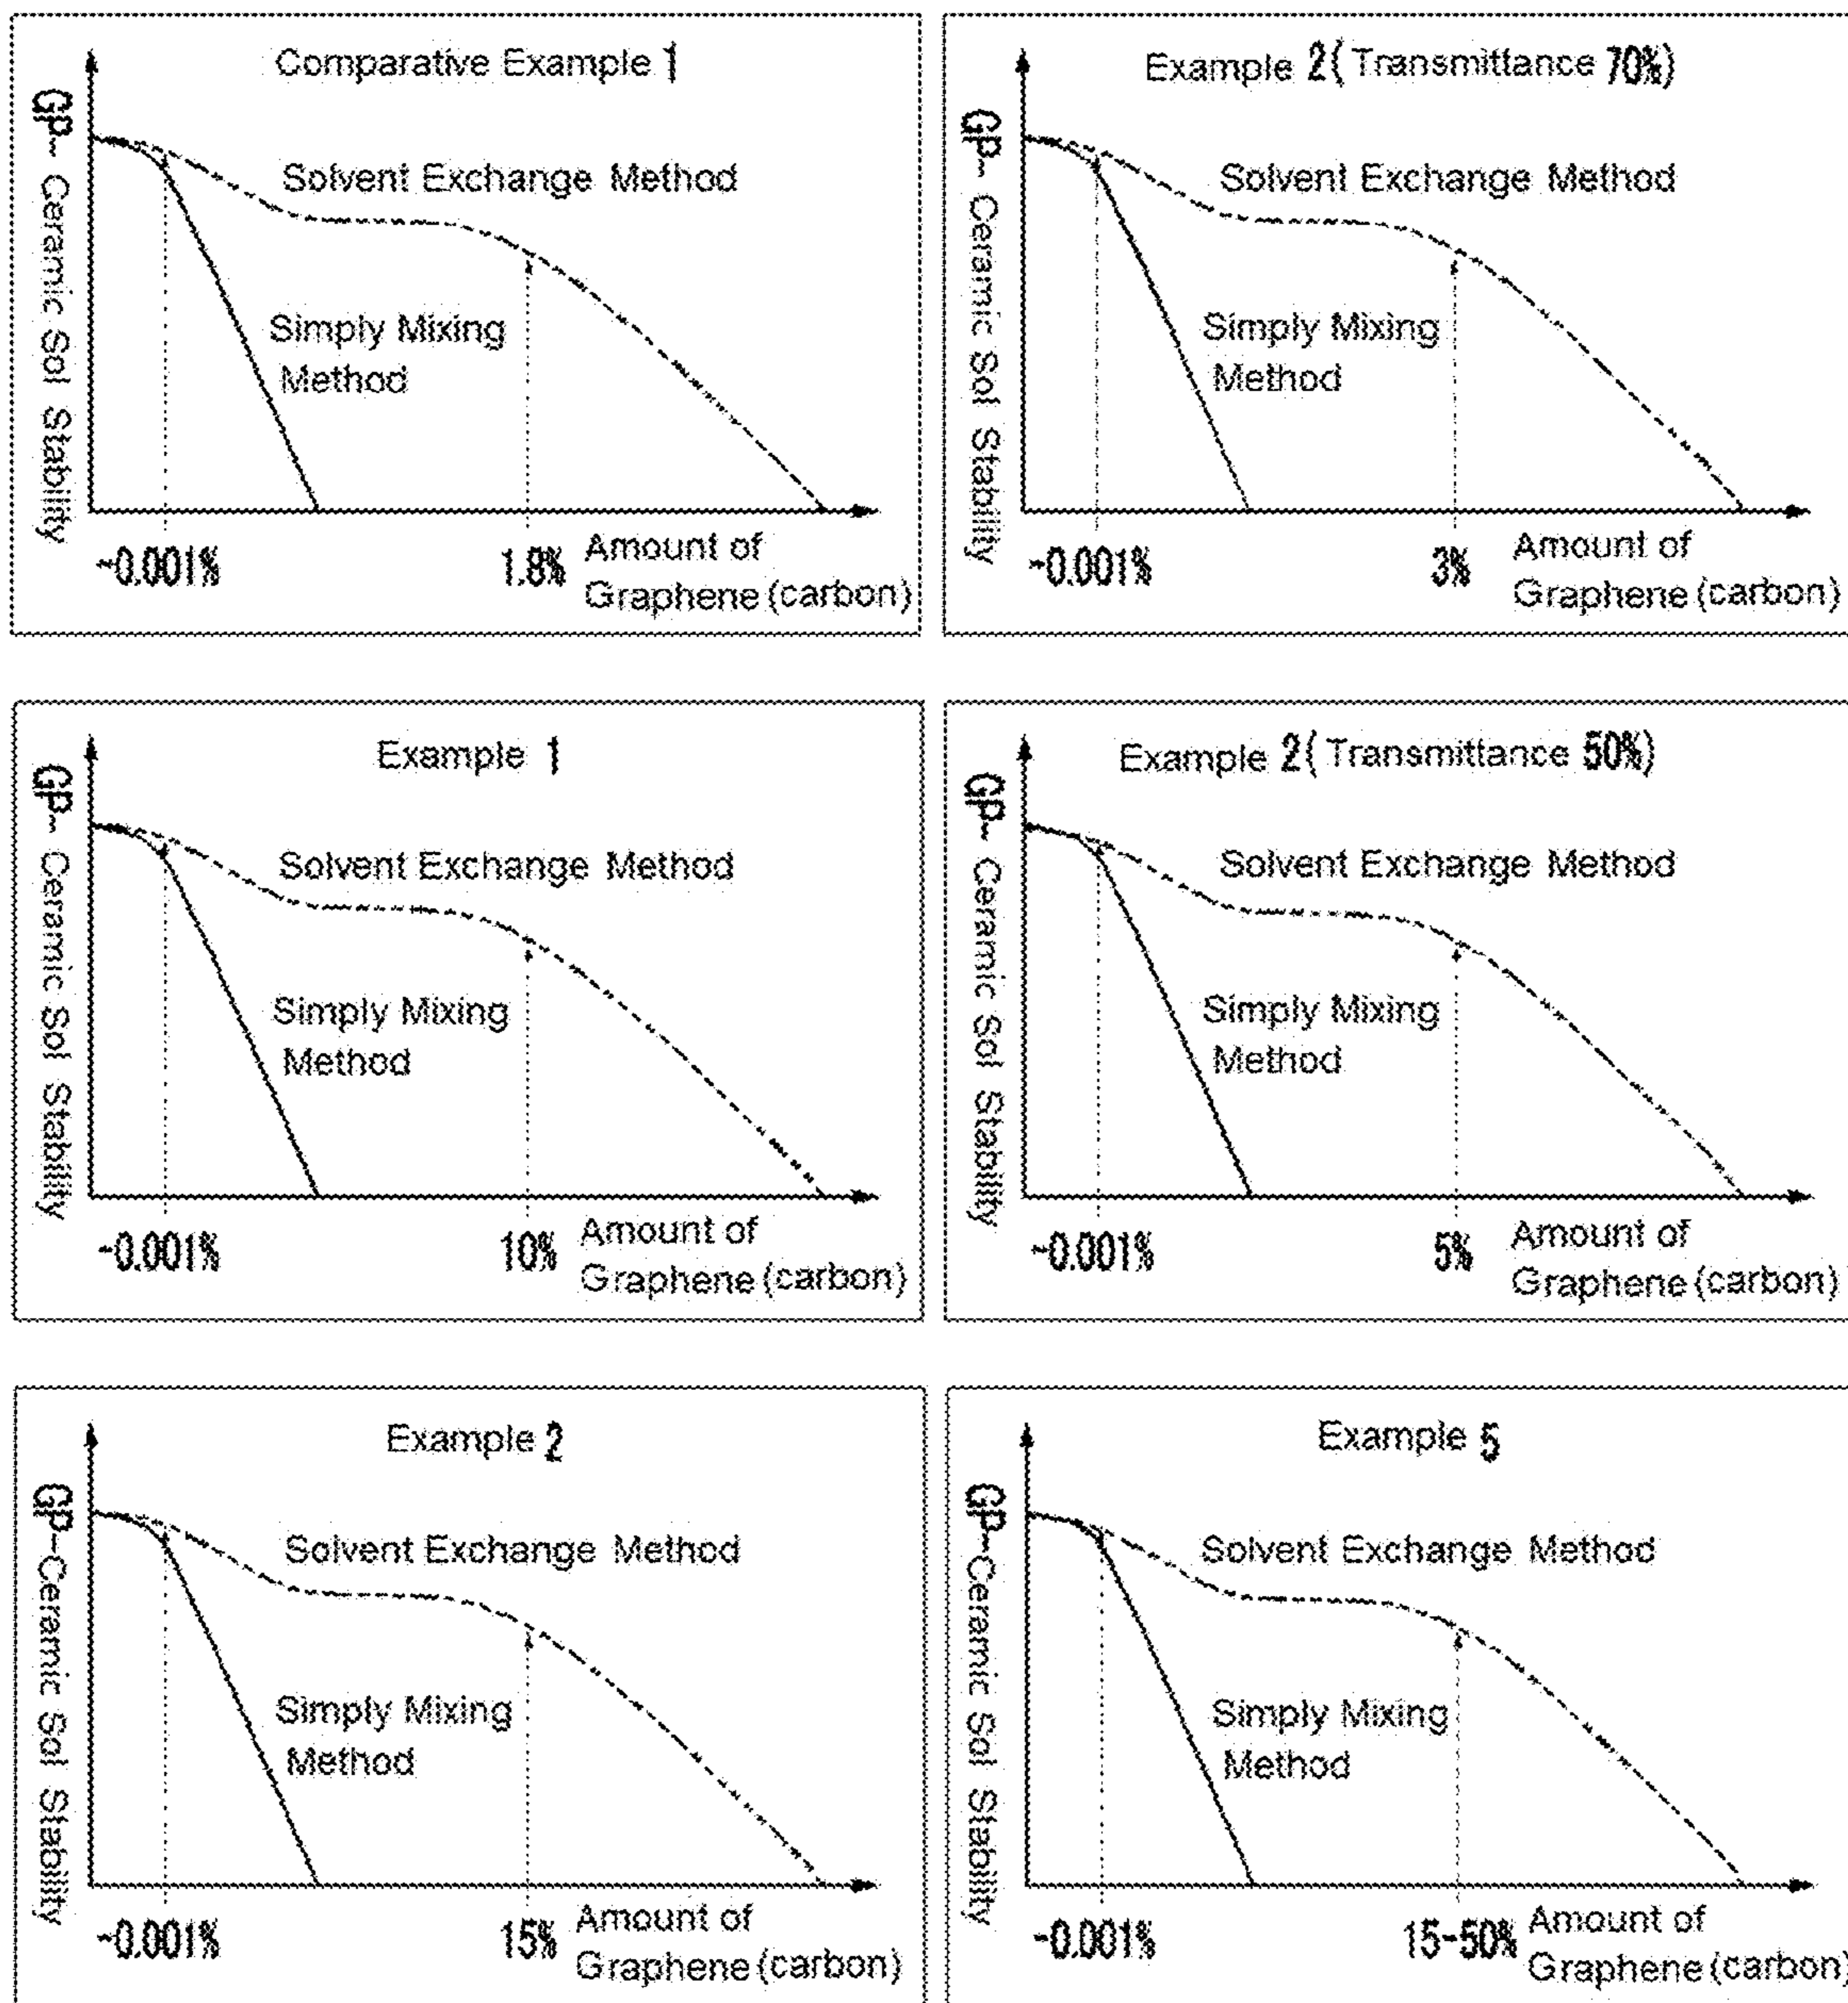 Comparative Example 1
GP- Ceramic Sol Stability
Solvent Exchange Method
Simply Mixing
Method
~0.001%
1.8%
Amount of
Graphene (carbon)
Example 2 (Transmittance 70%)
GP- Ceramic Sol Stability
Solvent Exchange Method
Simply Mixing
Method
~0.001%
3%
Amount of
Graphene (carbon)
Example 1
GP- Ceramic Sol Stability
Solvent Exchange Method
Simply Mixing
Method
~0.001%
10%
Amount of
Graphene (carbon)
Example 2 (Transmittance 50%)
GP- Ceramic Sol Stability
Solvent Exchange Method
Simply Mixing
Method
~0.001%
5%
Amount of
Graphene (carbon)
Example 2
GP-Ceramic Sol Stability
Solvent Exchange Method
Simply Mixing
Method
~0.001%
15%
Amount of
Graphene (carbon)
Example 5
GP-Ceramic Sol Stability
Solvent Exchange Method
Simply Mixing
Method
~0.001%
15-50%
Amount of
Graphene (carbon)